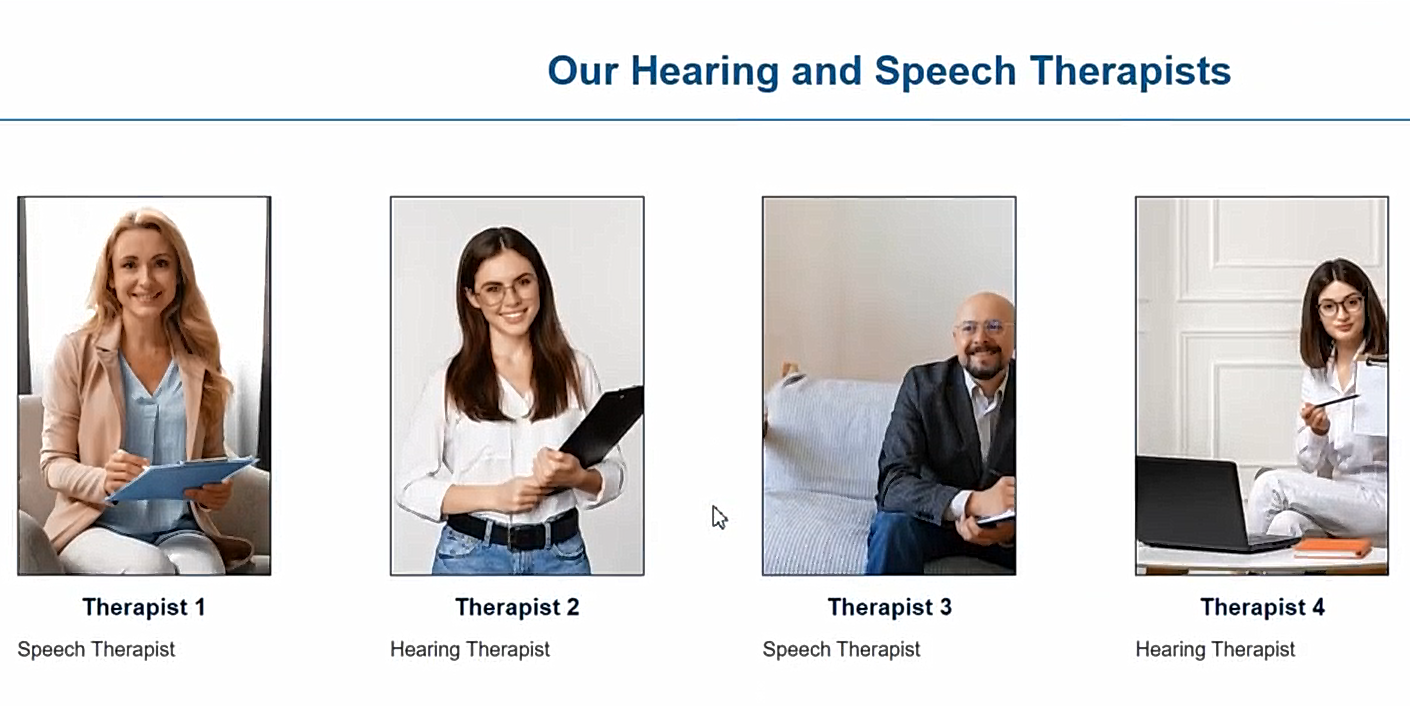 Our Hearing and Speech Therapists
Therapist 1
Speech Therapist
Therapist 2
Hearing Therapist
Therapist 3
Speech Therapist
Therapist 4
Hearing Therapist